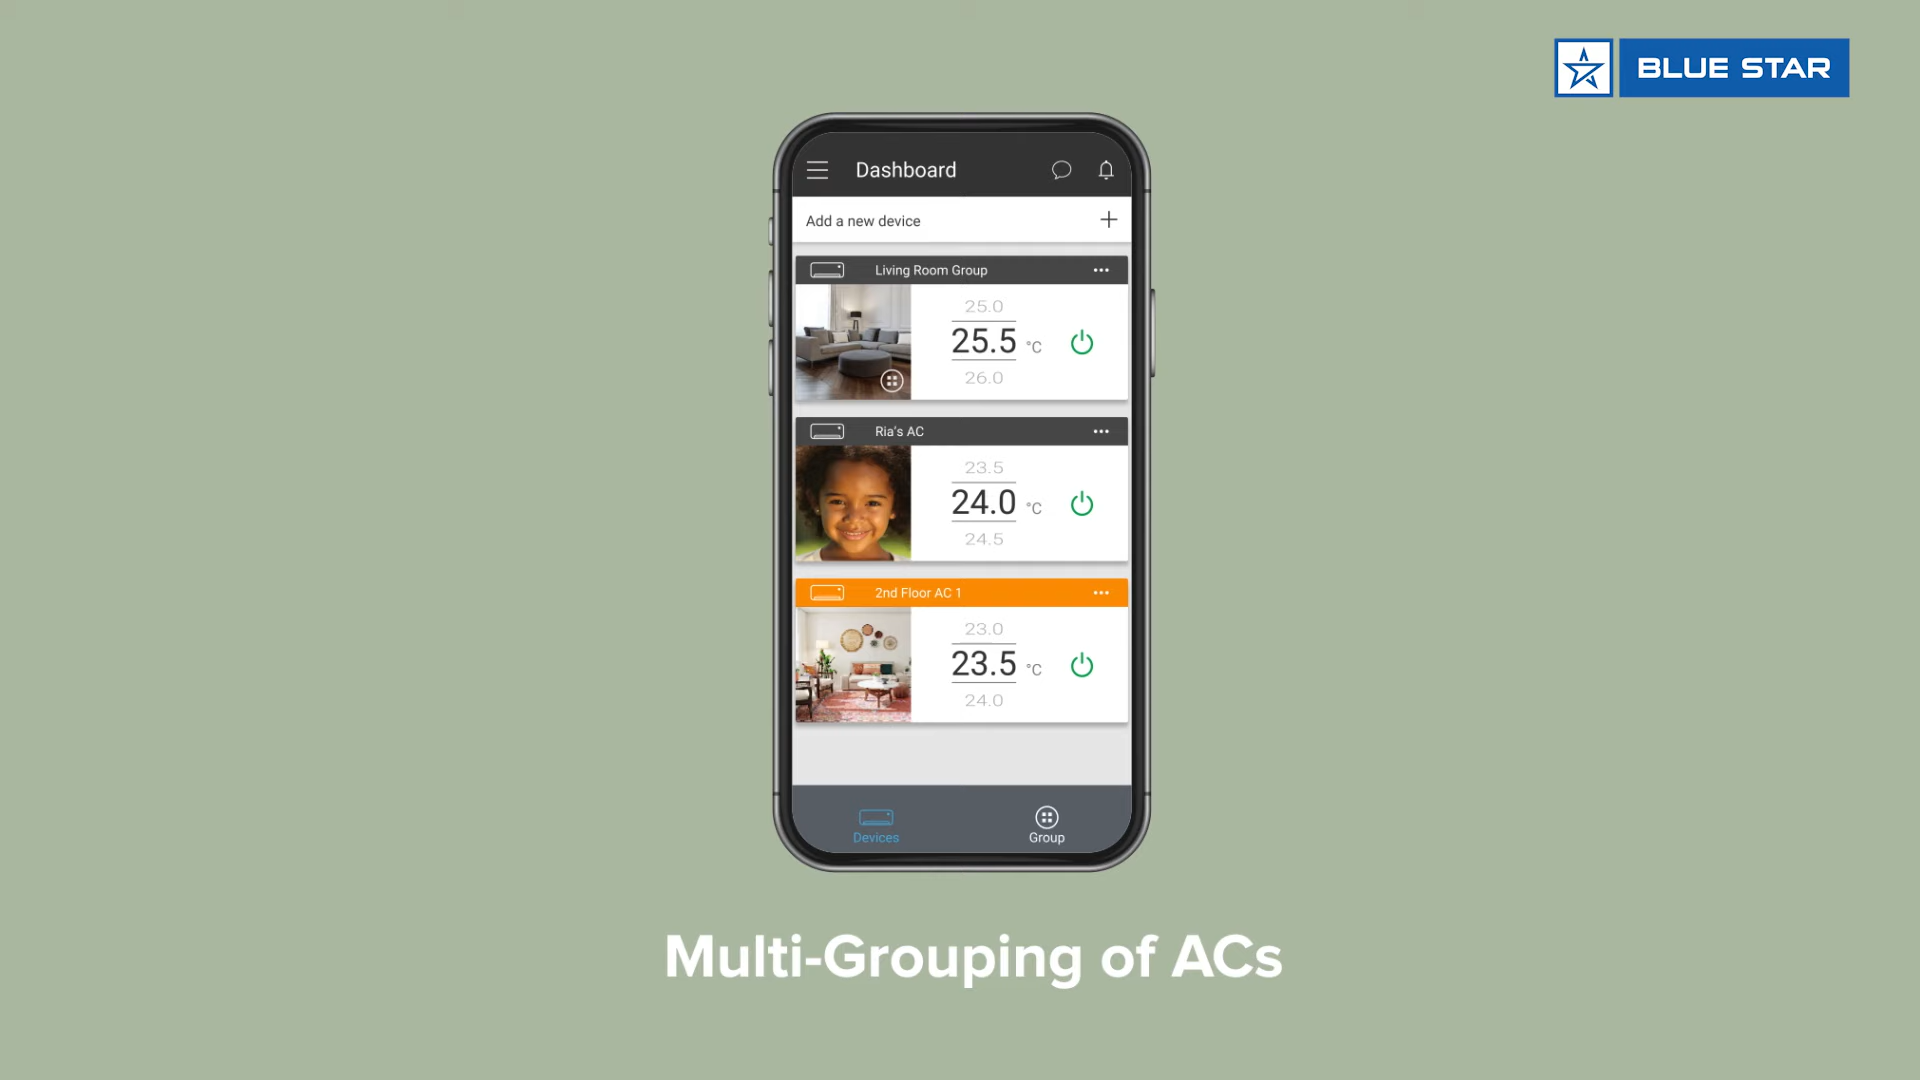 BLUE STAR
Dashboard
Add a new device
Living Room Group
25.0
25.5 °C
26.0
Ria's AC
23.5
24.0 °C
24.5
2nd Floor AC 1
23.0
23.5 °C
24.0
Devices
Group
Multi-Grouping of ACs